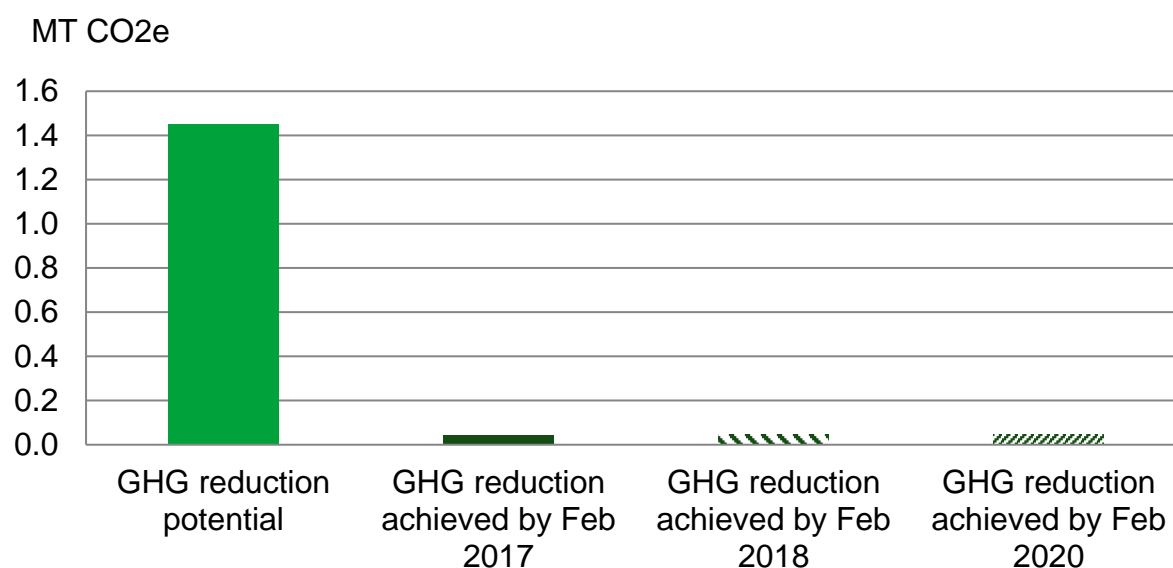 MT CO2e
1.6
1.4
1.2
1.0
0.8
0.6
0.4
0.2
0.0
GHG reduction
potential
GHG reduction
achieved by Feb
2017
GHG reduction
achieved by Feb
2018
GHG reduction
achieved by Feb
2020